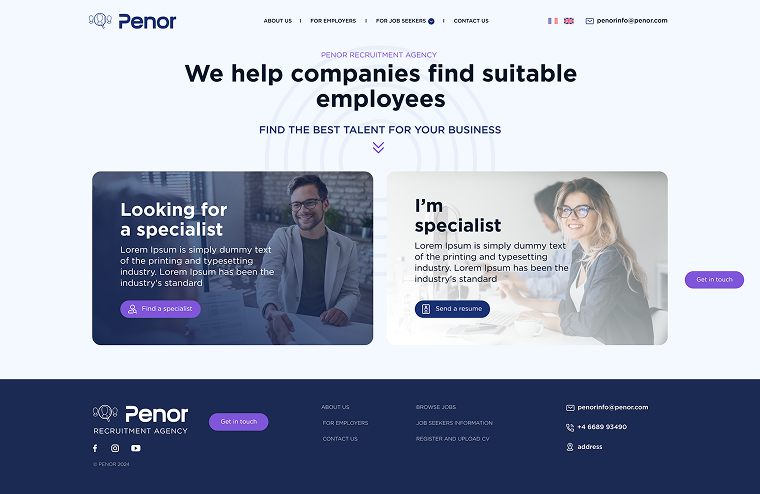 Penor
ABOUT US
FOR EMPLOYERS
FOR JOB SEEKERS
CONTACT US
penorinfo@penor.com
PENOR RECRUITMENT AGENCY
We help companies find suitable
employees
FIND THE BEST TALENT FOR YOUR BUSINESS
Looking for
a specialist
Lorem Ipsum is simply dummy text
of the printing and typesetting
industry. Lorem Ipsum has been the
industry's standard
Find a specialist
I'm
specialist
Lorem Ipsum is simply dummy text
of the printing and typesetting
industry. Lorem Ipsum has been the
industry's standard
Send a resume
Get in touch
Penor
RECRUITMENT AGENCY
© PENOR 2024
Get in touch
ABOUT US
FOR EMPLOYERS
CONTACT US
BROWSE JOBS
JOB SEEKERS INFORMATION
REGISTER AND UPLOAD CV
penorinfo@penor.com
+4 6689 93490
address